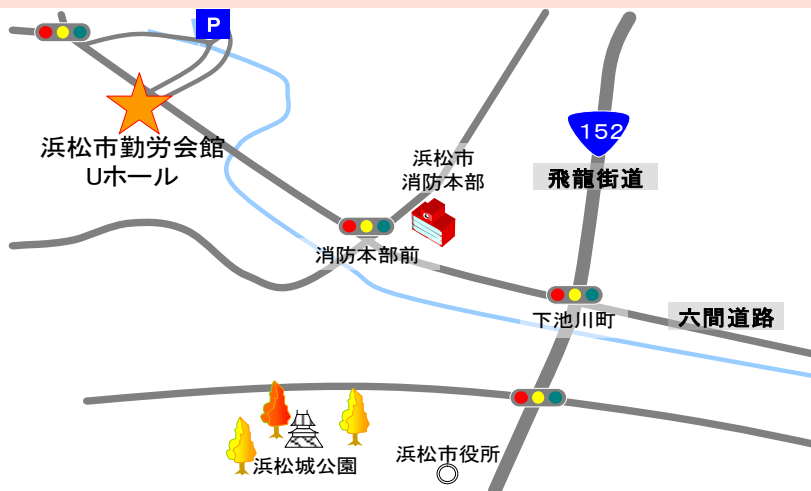 P
浜松市勤労会館
Uホール
浜松市
消防本部
152
飛龍街道
消防本部前
下池川町
六間道路
浜松城公園
浜松市役所